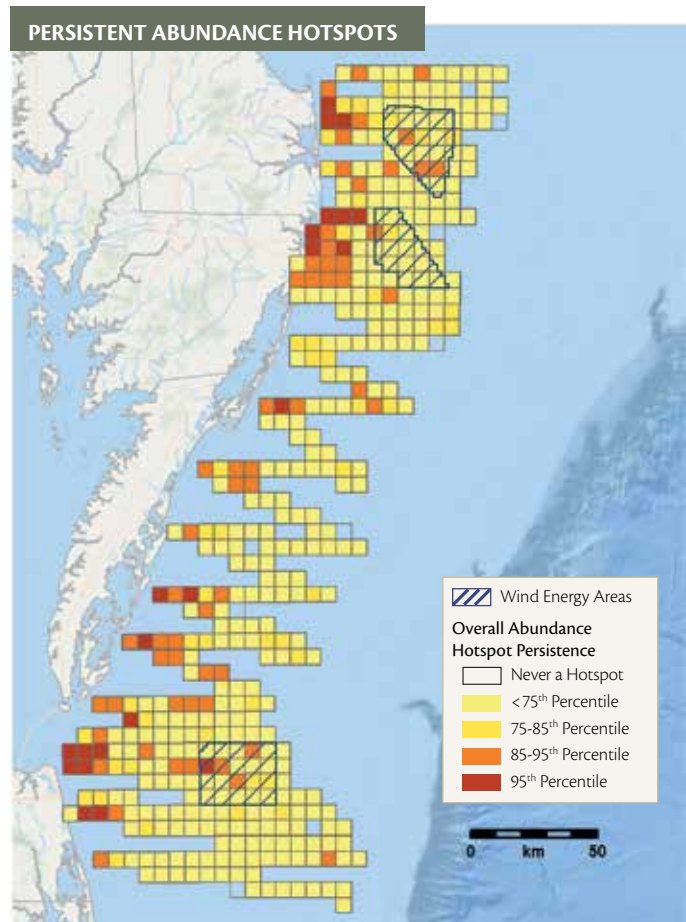 PERSISTENT ABUNDANCE HOTSPOTS
Wind Energy Areas
Overall Abundance
Hotspot Persistence
Never a Hotspot
<75th Percentile
75-85th Percentile
85-95th Percentile
95th Percentile
0 km 50